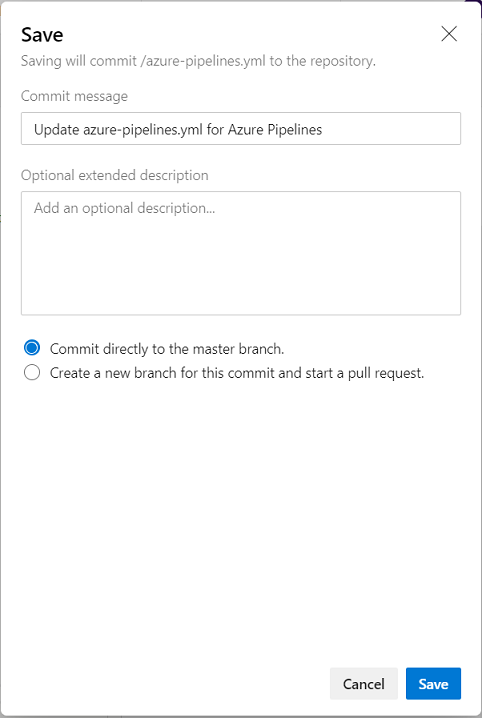 Save
Saving will commit /azure-pipelines.yml to the repository.
Commit message
Update azure-pipelines.yml for Azure Pipelines
Optional extended description
Add an optional description...
Commit directly to the master branch.
Create a new branch for this commit and start a pull request.
Cancel
Save